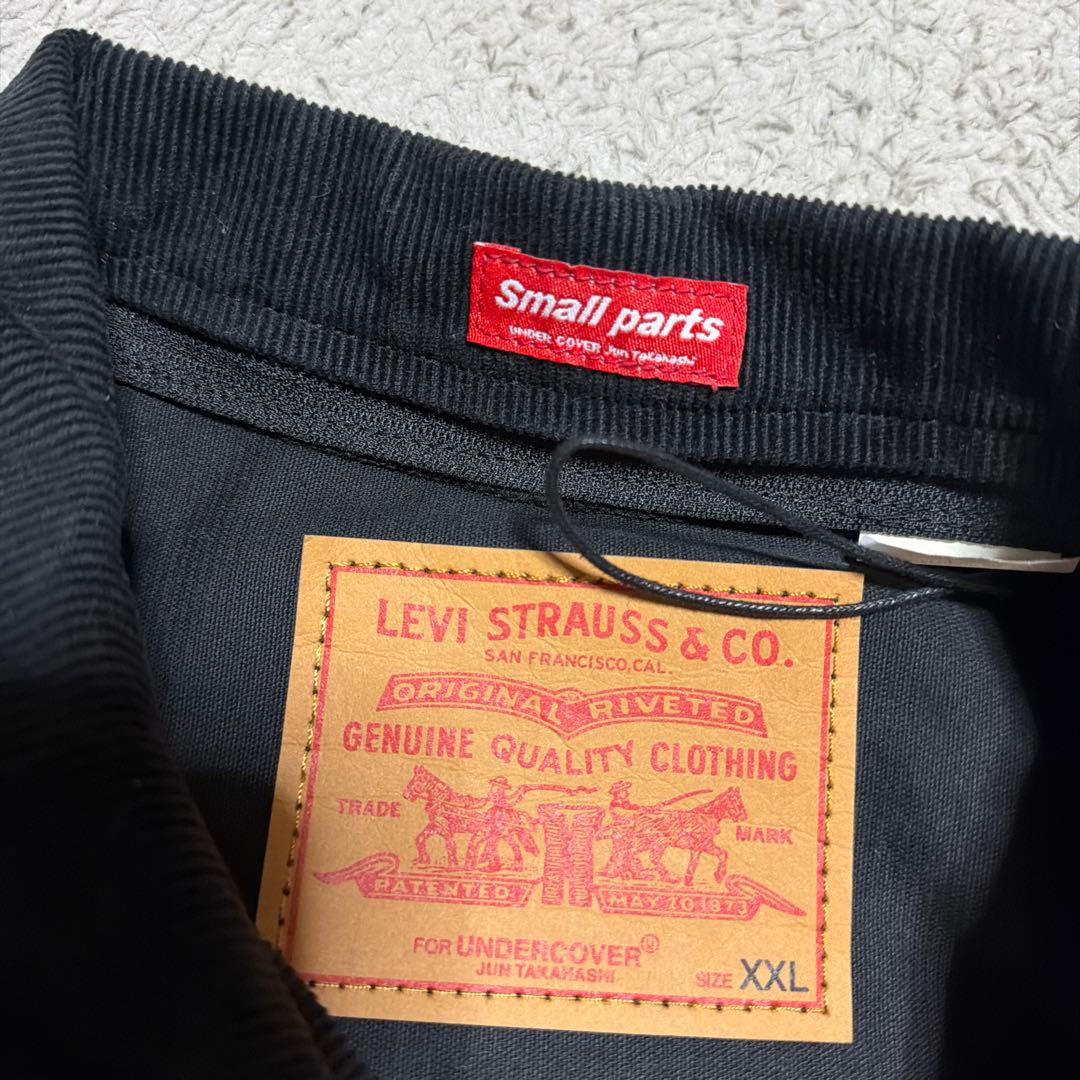 Small parts
UNDER COVER Jun Takahashi
LEVI STRAUSS & CO.
SAN FRANCISCO, CAL.
ORIGINAL RIVETED
GENUINE QUALITY CLOTHING
TRADE MARK
PATENTED MAY 20 1873
FOR UNDERCOVER Ⓤ
JUN TAKAHASHI
SIZE XXL